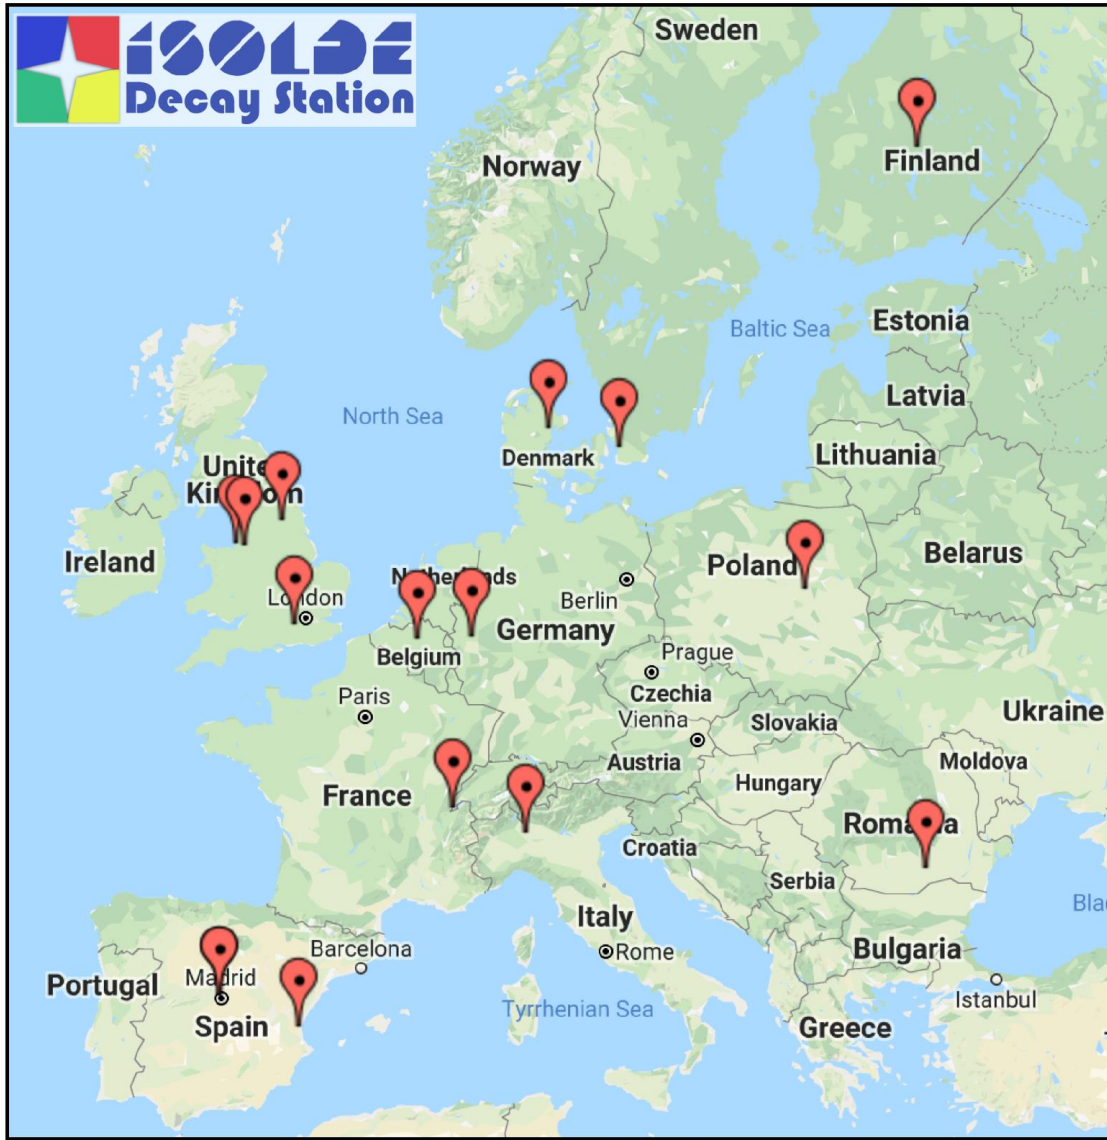 ISOLDE
Decay Station
Sweden
Finland
Norway
Estonia
Baltic Sea
Latvia
North Sea
Lithuania
Denmark
United
Kingdom
Ireland
Belarus
Poland
Netherlands
Berlin
London
Germany
Belgium
Prague
Czechia
Paris
Ukraine
Vienna
Slovakia
Austria
Moldova
Hungary
France
Romania
Croatia
Serbia
Italy
Bulgaria
Barcelona
Rome
Madrid
Portugal
Istanbul
Tyrrhenian Sea
Spain
Greece